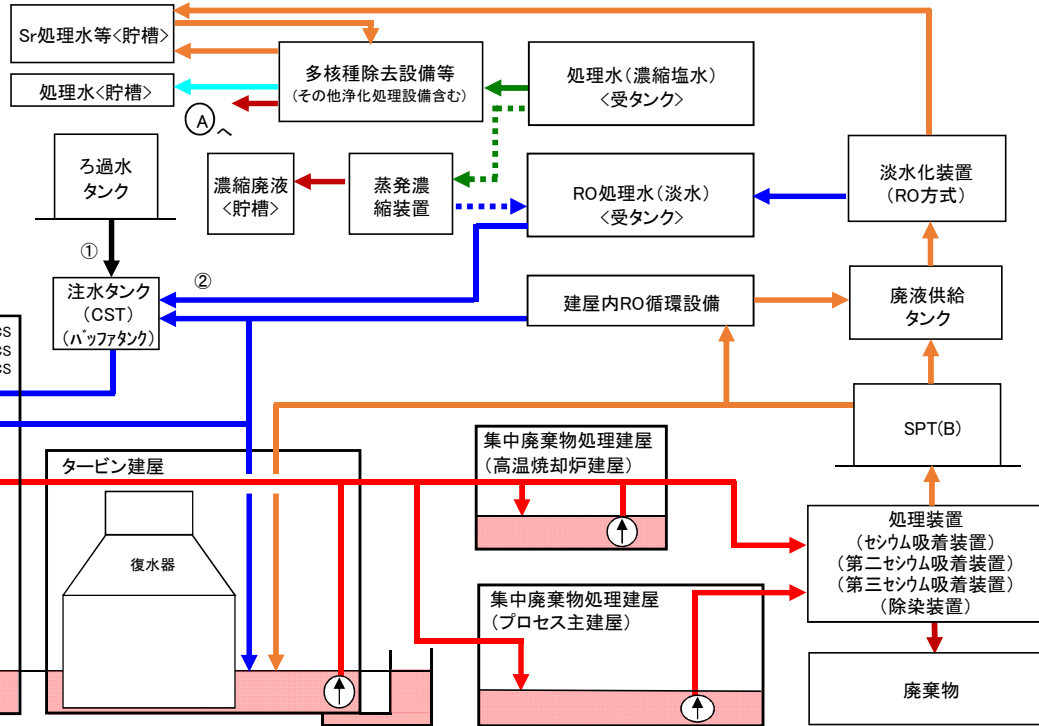 Sr処理水等<貯槽>
処理水<貯槽>
多核種除去設備等
(その他浄化処理設備含む)
処理水(濃縮塩水)
<受タンク>
A へ
ろ過水
タンク
濃縮廃液
<貯槽>
蒸発濃
縮装置
RO処理水(淡水)
<受タンク>
淡水化装置
(RO方式)
①
②
注水タンク
(CST)
(バッファタンク)
建屋内RO循環設備
廃液供給
タンク
CS
CS
CS
SPT(B)
タービン建屋
復水器
集中廃棄物処理建屋
(高温焼却炉建屋)
処理装置
(セシウム吸着装置)
(第二セシウム吸着装置)
(第三セシウム吸着装置)
(除染装置)
集中廃棄物処理建屋
(プロセス主建屋)
廃棄物